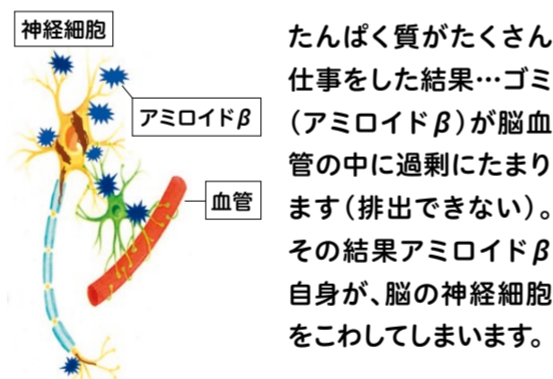 神経細胞
アミロイドβ
血管
たんぱく質がたくさん
仕事をした結果…ゴミ
（アミロイドβ）が脳血
管の中に過剰にたまり
ます（排出できない）。
その結果アミロイドβ
自身が、脳の神経細胞
をこわしてしまいます。